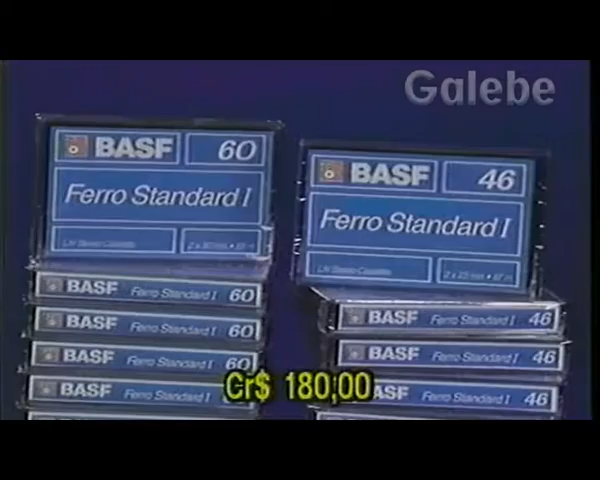 Galebe
BASF 60
Ferro Standard I
LH Stereo Cassette
BASF 46
Ferro Standard I
LH Stereo Cassette
BASF Ferro Standard I 60
BASF Ferro Standard I 60
BASF Ferro Standard I 60
BASF Ferro Standard I
BASF Ferro Standard I 46
BASF Ferro Standard I 46
BASF Ferro Standard I 46
Cr$ 180,00